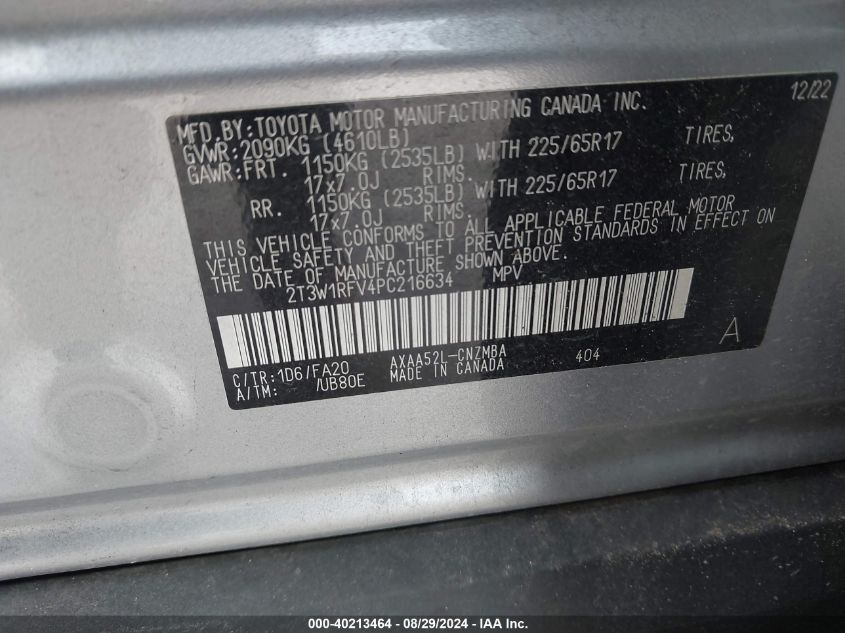 MFD.BY:TOYOTA MOTOR MANUFACTURING CANADA INC. 12/22
GVWR:2090KG (4610LB)
GAWR:FRT. 1150KG (2535LB) WITH 225/65R17 TIRES,
17x7.0J RIMS.
RR. 1150KG (2535LB) WITH 225/65R17 TIRES,
17x7.0J RIMS.
THIS VEHICLE CONFORMS TO ALL APPLICABLE FEDERAL MOTOR
VEHICLE SAFETY AND THEFT PREVENTION STANDARDS IN EFFECT ON
THE DATE OF MANUFACTURE SHOWN ABOVE.
2T3W1RFV4PC216634 MPV
A
C/TR:1D6/FA20 AXAA52L-CNZMBA 404
A/TM: /UB80E MADE IN CANADA
000-40213464 - 08/29/2024 - IAA Inc.